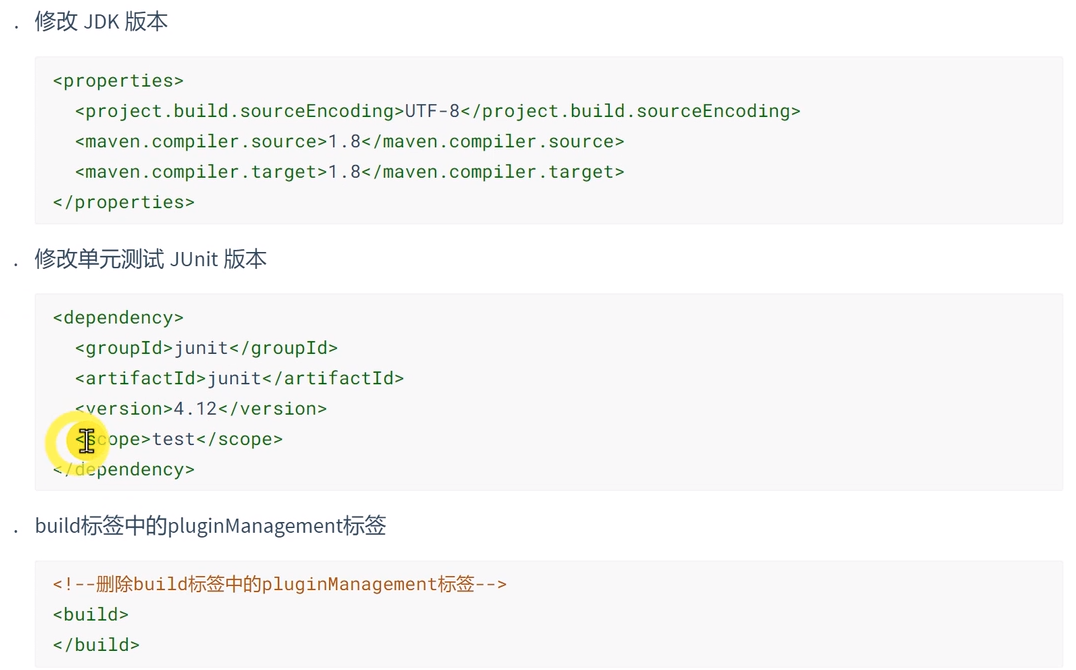 . 修改 JDK 版本
<properties>
  <project.build.sourceEncoding>UTF-8</project.build.sourceEncoding>
  <maven.compiler.source>1.8</maven.compiler.source>
  <maven.compiler.target>1.8</maven.compiler.target>
</properties>
. 修改单元测试 JUnit 版本
<dependency>
  <groupId>junit</groupId>
  <artifactId>junit</artifactId>
  <version>4.12</version>
  <scope>test</scope>
</dependency>
. build标签中的pluginManagement标签
<!--删除build标签中的pluginManagement标签-->
<build>
</build>